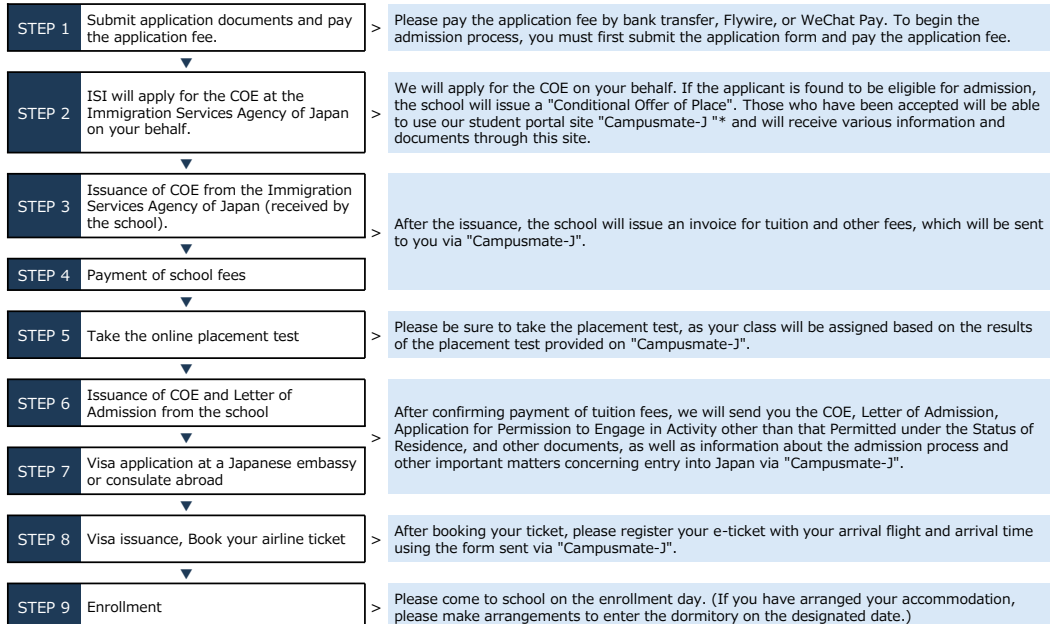 STEP 1
Submit application documents and pay
the application fee.
>
Please pay the application fee by bank transfer, Flywire, or WeChat Pay. To begin the
admission process, you must first submit the application form and pay the application fee.
▼
STEP 2
ISI will apply for the COE at the
Immigration Services Agency of Japan
on your behalf.
>
We will apply for the COE on your behalf. If the applicant is found to be eligible for admission,
the school will issue a "Conditional Offer of Place". Those who have been accepted will be able
to use our student portal site "Campusmate-J "* and will receive various information and
documents through this site.
▼
STEP 3
Issuance of COE from the Immigration
Services Agency of Japan (received by
the school).
▼
STEP 4
Payment of school fees
>
After the issuance, the school will issue an invoice for tuition and other fees, which will be sent
to you via "Campusmate-J".
▼
STEP 5
Take the online placement test
>
Please be sure to take the placement test, as your class will be assigned based on the results
of the placement test provided on "Campusmate-J".
▼
STEP 6
Issuance of COE and Letter of
Admission from the school
▼
STEP 7
Visa application at a Japanese embassy
or consulate abroad
>
After confirming payment of tuition fees, we will send you the COE, Letter of Admission,
Application for Permission to Engage in Activity other than that Permitted under the Status of
Residence, and other documents, as well as information about the admission process and
other important matters concerning entry into Japan via "Campusmate-J".
▼
STEP 8
Visa issuance, Book your airline ticket
>
After booking your ticket, please register your e-ticket with your arrival flight and arrival time
using the form sent via "Campusmate-J".
▼
STEP 9
Enrollment
>
Please come to school on the enrollment day. (If you have arranged your accommodation,
please make arrangements to enter the dormitory on the designated date.)